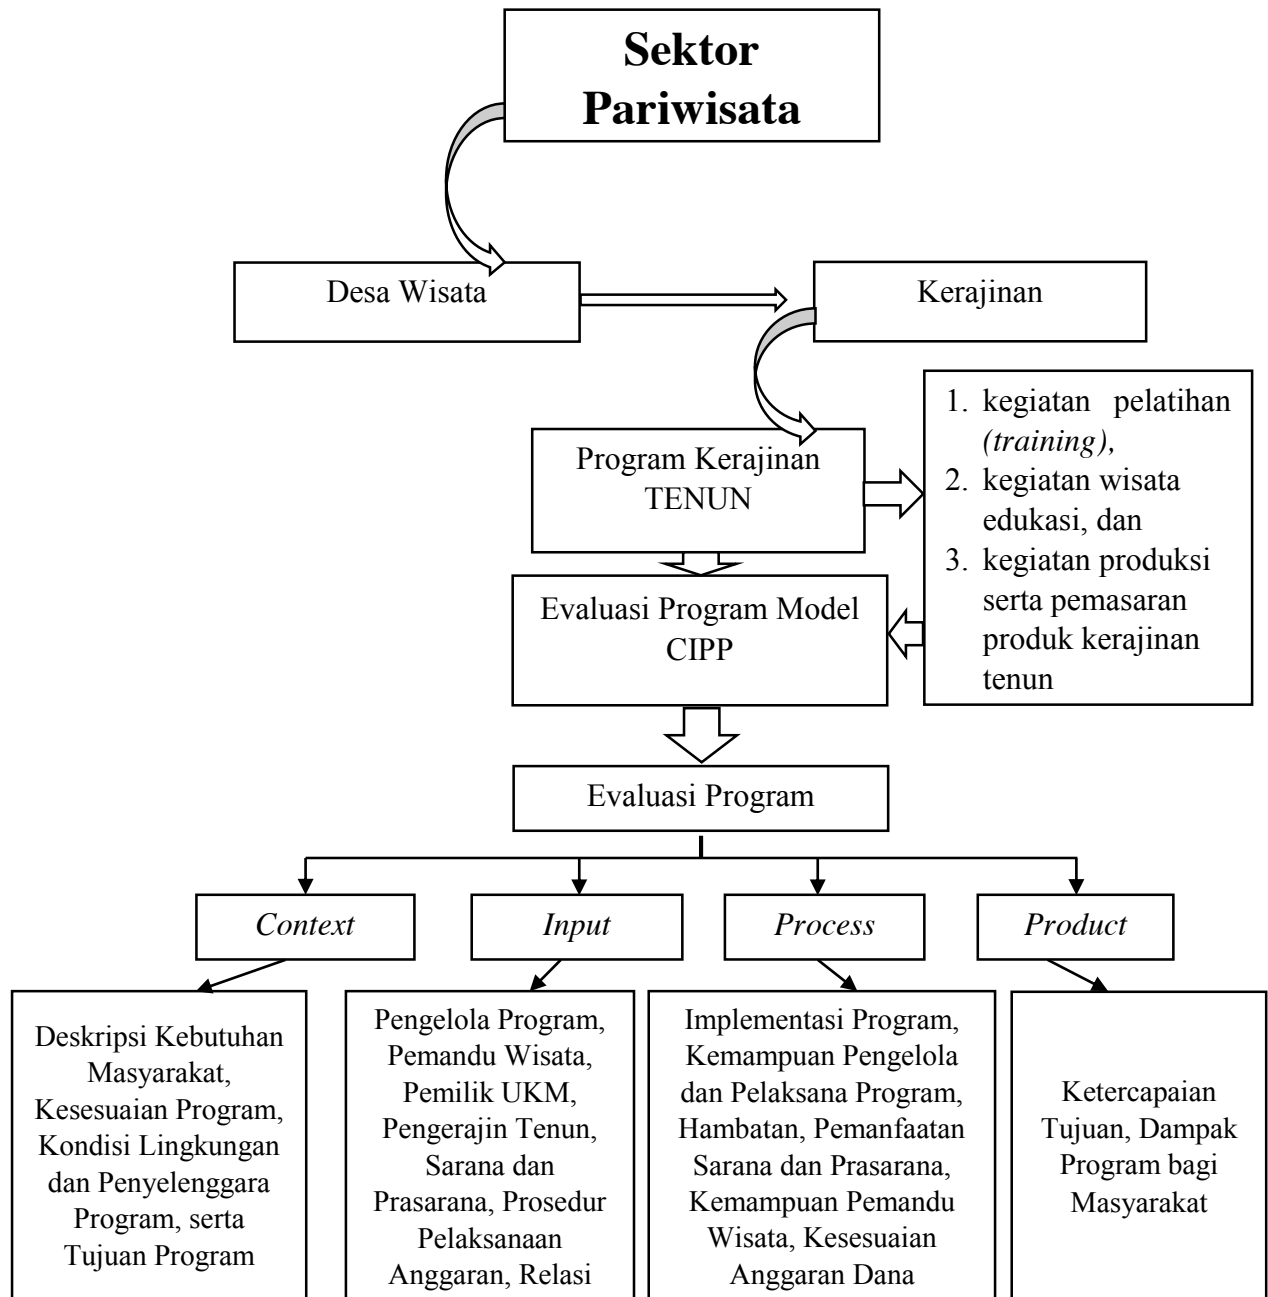 Sektor
Pariwisata
Desa Wisata
Kerajinan
Program Kerajinan
TENUN
1. kegiatan pelatihan
(training),
2. kegiatan wisata
edukasi, dan
3. kegiatan produksi
serta pemasaran
produk kerajinan
tenun
Evaluasi Program Model
CIPP
Evaluasi Program
Context
Input
Process
Product
Deskripsi Kebutuhan
Masyarakat,
Kesesuaian Program,
Kondisi Lingkungan
dan Penyelenggara
Program, serta
Tujuan Program
Pengelola Program,
Pemandu Wisata,
Pemilik UKM,
Pengerajin Tenun,
Sarana dan
Prasarana, Prosedur
Pelaksanaan
Anggaran, Relasi
Implementasi Program,
Kemampuan Pengelola
dan Pelaksana Program,
Hambatan, Pemanfaatan
Sarana dan Prasarana,
Kemampuan Pemandu
Wisata, Kesesuaian
Anggaran Dana
Ketercapaian
Tujuan, Dampak
Program bagi
Masyarakat